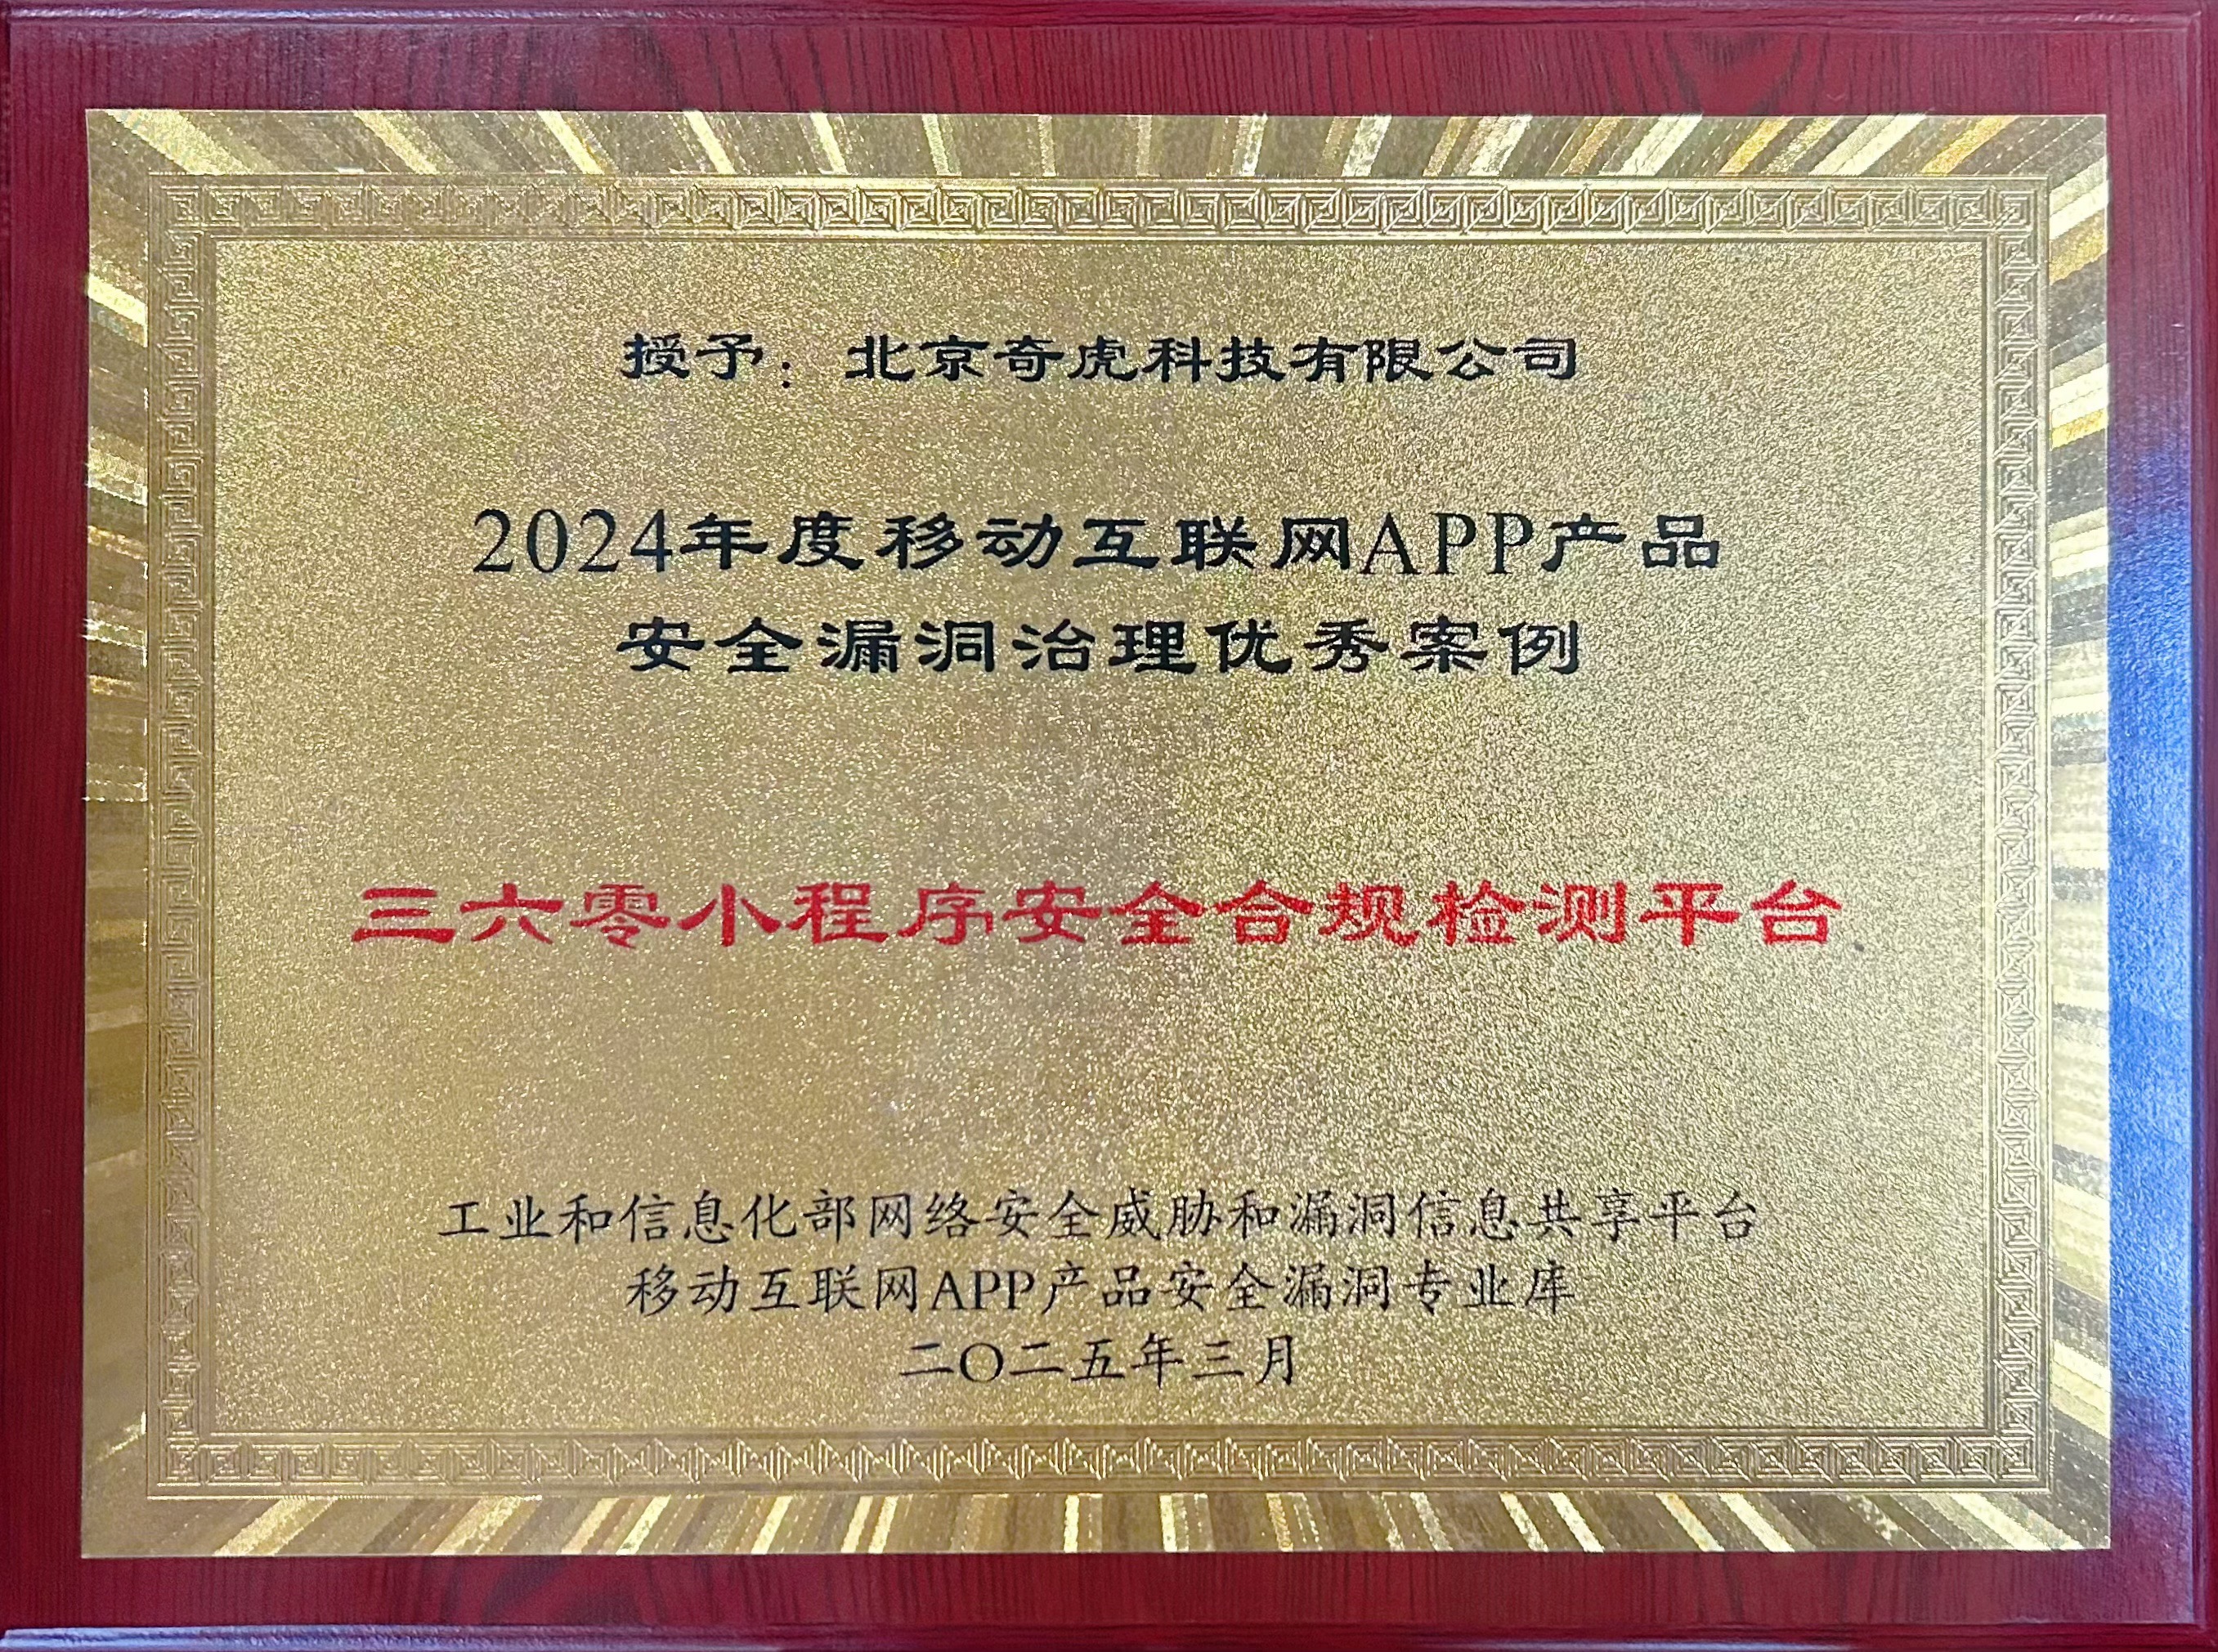 授予：北京奇虎科技有限公司
2024年度移动互联网APP产品
安全漏洞治理优秀案例
三六零小程序安全合规检测平台
工业和信息化部网络安全威胁和漏洞信息共享平台
移动互联网APP产品安全漏洞专业库
二〇二五年三月